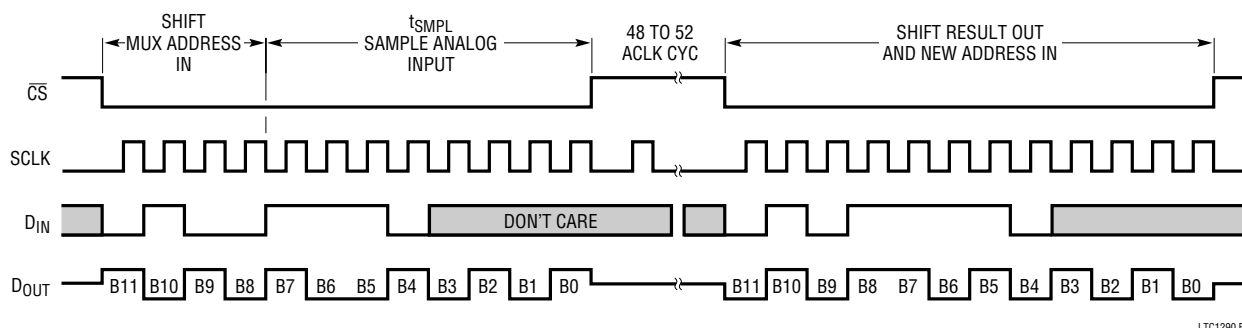 SHIFT
MUX ADDRESS
IN
tSMPL
SAMPLE ANALOG
INPUT
48 TO 52
ACLK CYC
SHIFT RESULT OUT
AND NEW ADDRESS IN
CS
SCLK
DIN
DON'T CARE
DOUT
B11 B10 B9 B8 B7 B6 B5 B4 B3 B2 B1 B0
B11 B10 B9 B8 B7 B6 B5 B4 B3 B2 B1 B0
LTC1290 F